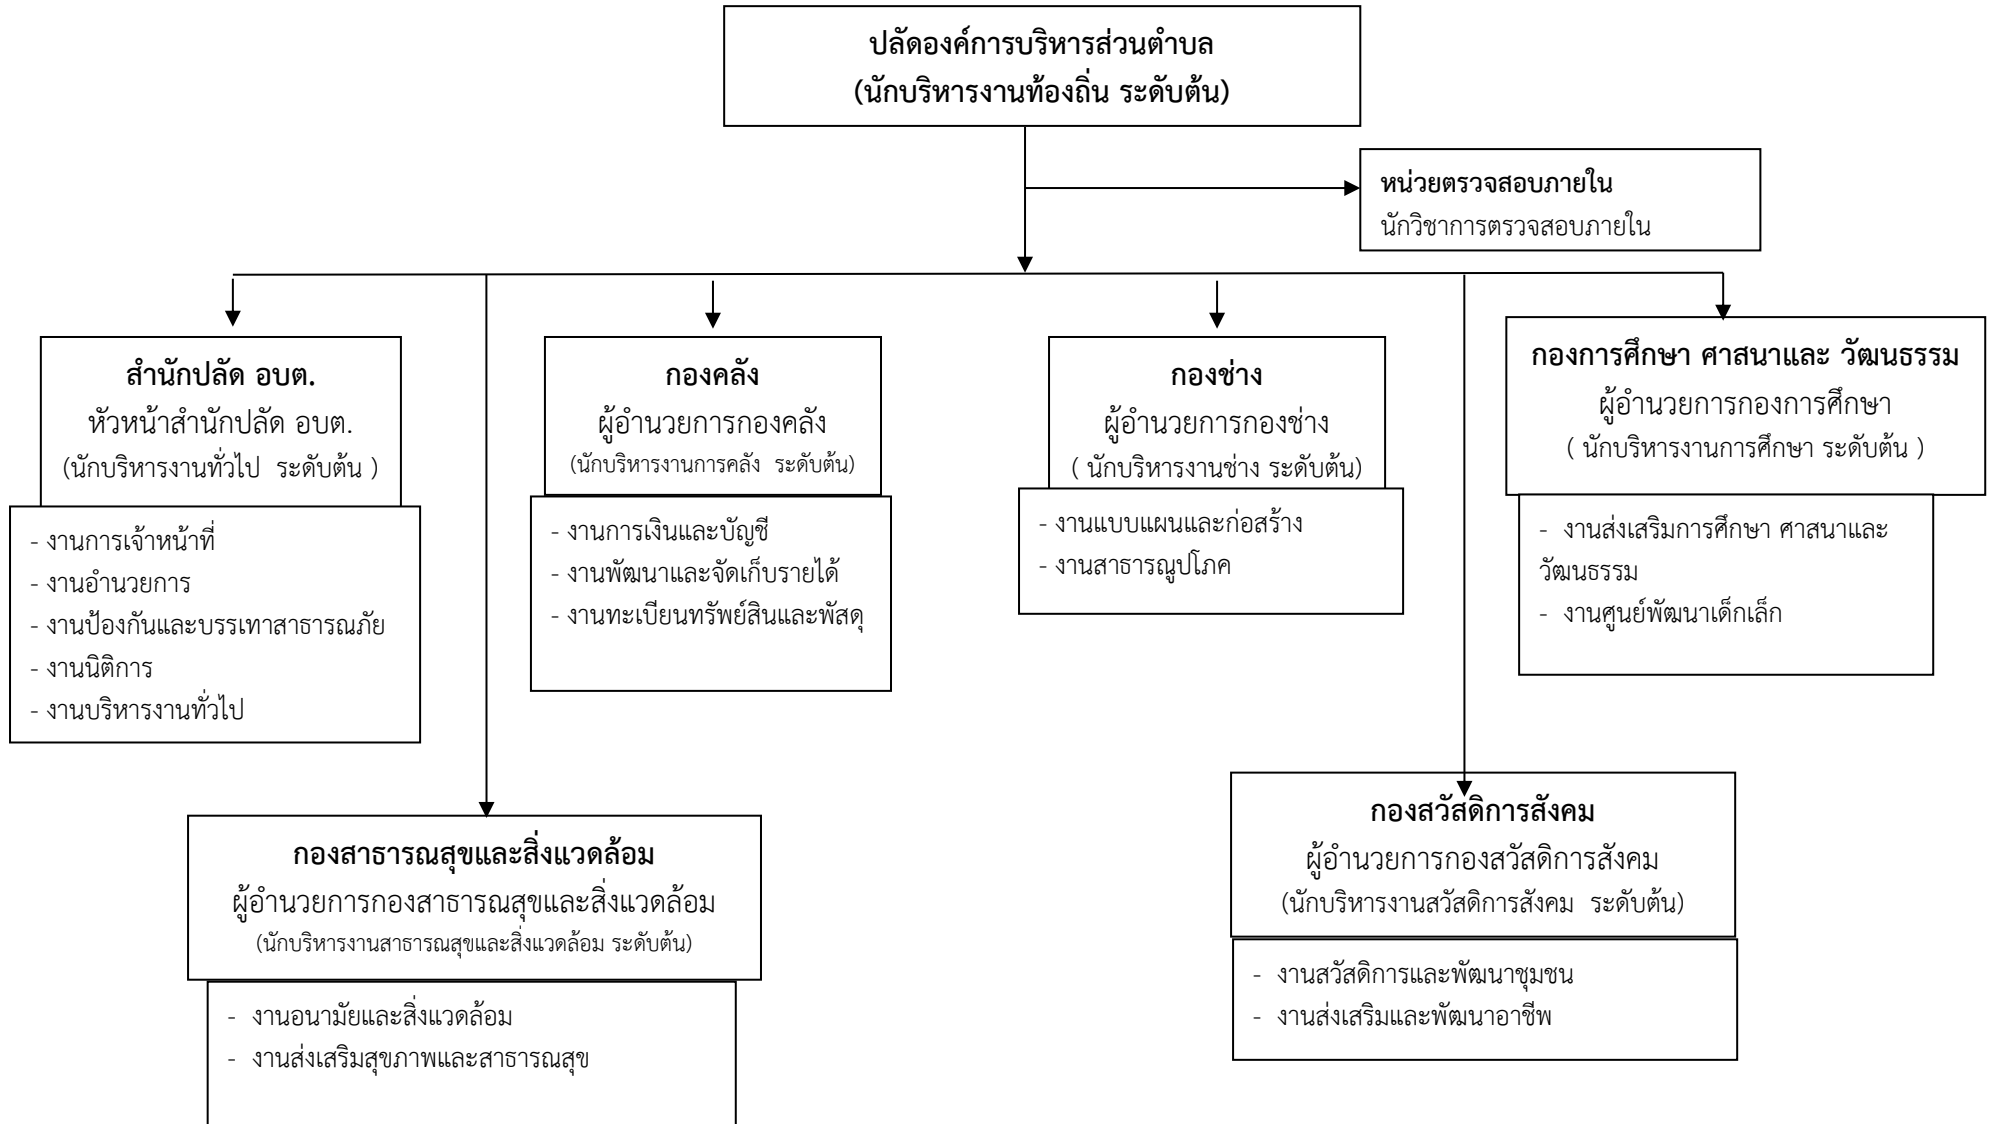 ปลัดองค์การบริหารส่วนตำบล
(นักบริหารงานท้องถิ่น ระดับต้น)
หน่วยตรวจสอบภายใน
นักวิชาการตรวจสอบภายใน
สำนักปลัด อบต.
หัวหน้าสำนักปลัด อบต.
(นักบริหารงานทั่วไป ระดับต้น )
- งานการเจ้าหน้าที่
- งานอำนวยการ
- งานป้องกันและบรรเทาสาธารณภัย
- งานนิติการ
- งานบริหารงานทั่วไป
กองคลัง
ผู้อำนวยการกองคลัง
(นักบริหารงานการคลัง ระดับต้น)
- งานการเงินและบัญชี
- งานพัฒนาและจัดเก็บรายได้
- งานทะเบียนทรัพย์สินและพัสดุ
กองช่าง
ผู้อำนวยการกองช่าง
( นักบริหารงานช่าง ระดับต้น)
- งานแบบแผนและก่อสร้าง
- งานสาธารณูปโภค
กองการศึกษา ศาสนาและ วัฒนธรรม
ผู้อำนวยการกองการศึกษา
( นักบริหารงานการศึกษา ระดับต้น )
- งานส่งเสริมการศึกษา ศาสนาและ
วัฒนธรรม
- งานศูนย์พัฒนาเด็กเล็ก
กองสาธารณสุขและสิ่งแวดล้อม
ผู้อำนวยการกองสาธารณสุขและสิ่งแวดล้อม
(นักบริหารงานสาธารณสุขและสิ่งแวดล้อม ระดับต้น)
- งานอนามัยและสิ่งแวดล้อม
- งานส่งเสริมสุขภาพและสาธารณสุข
กองสวัสดิการสังคม
ผู้อำนวยการกองสวัสดิการสังคม
(นักบริหารงานสวัสดิการสังคม ระดับต้น)
- งานสวัสดิการและพัฒนาชุมชน
- งานส่งเสริมและพัฒนาอาชีพ